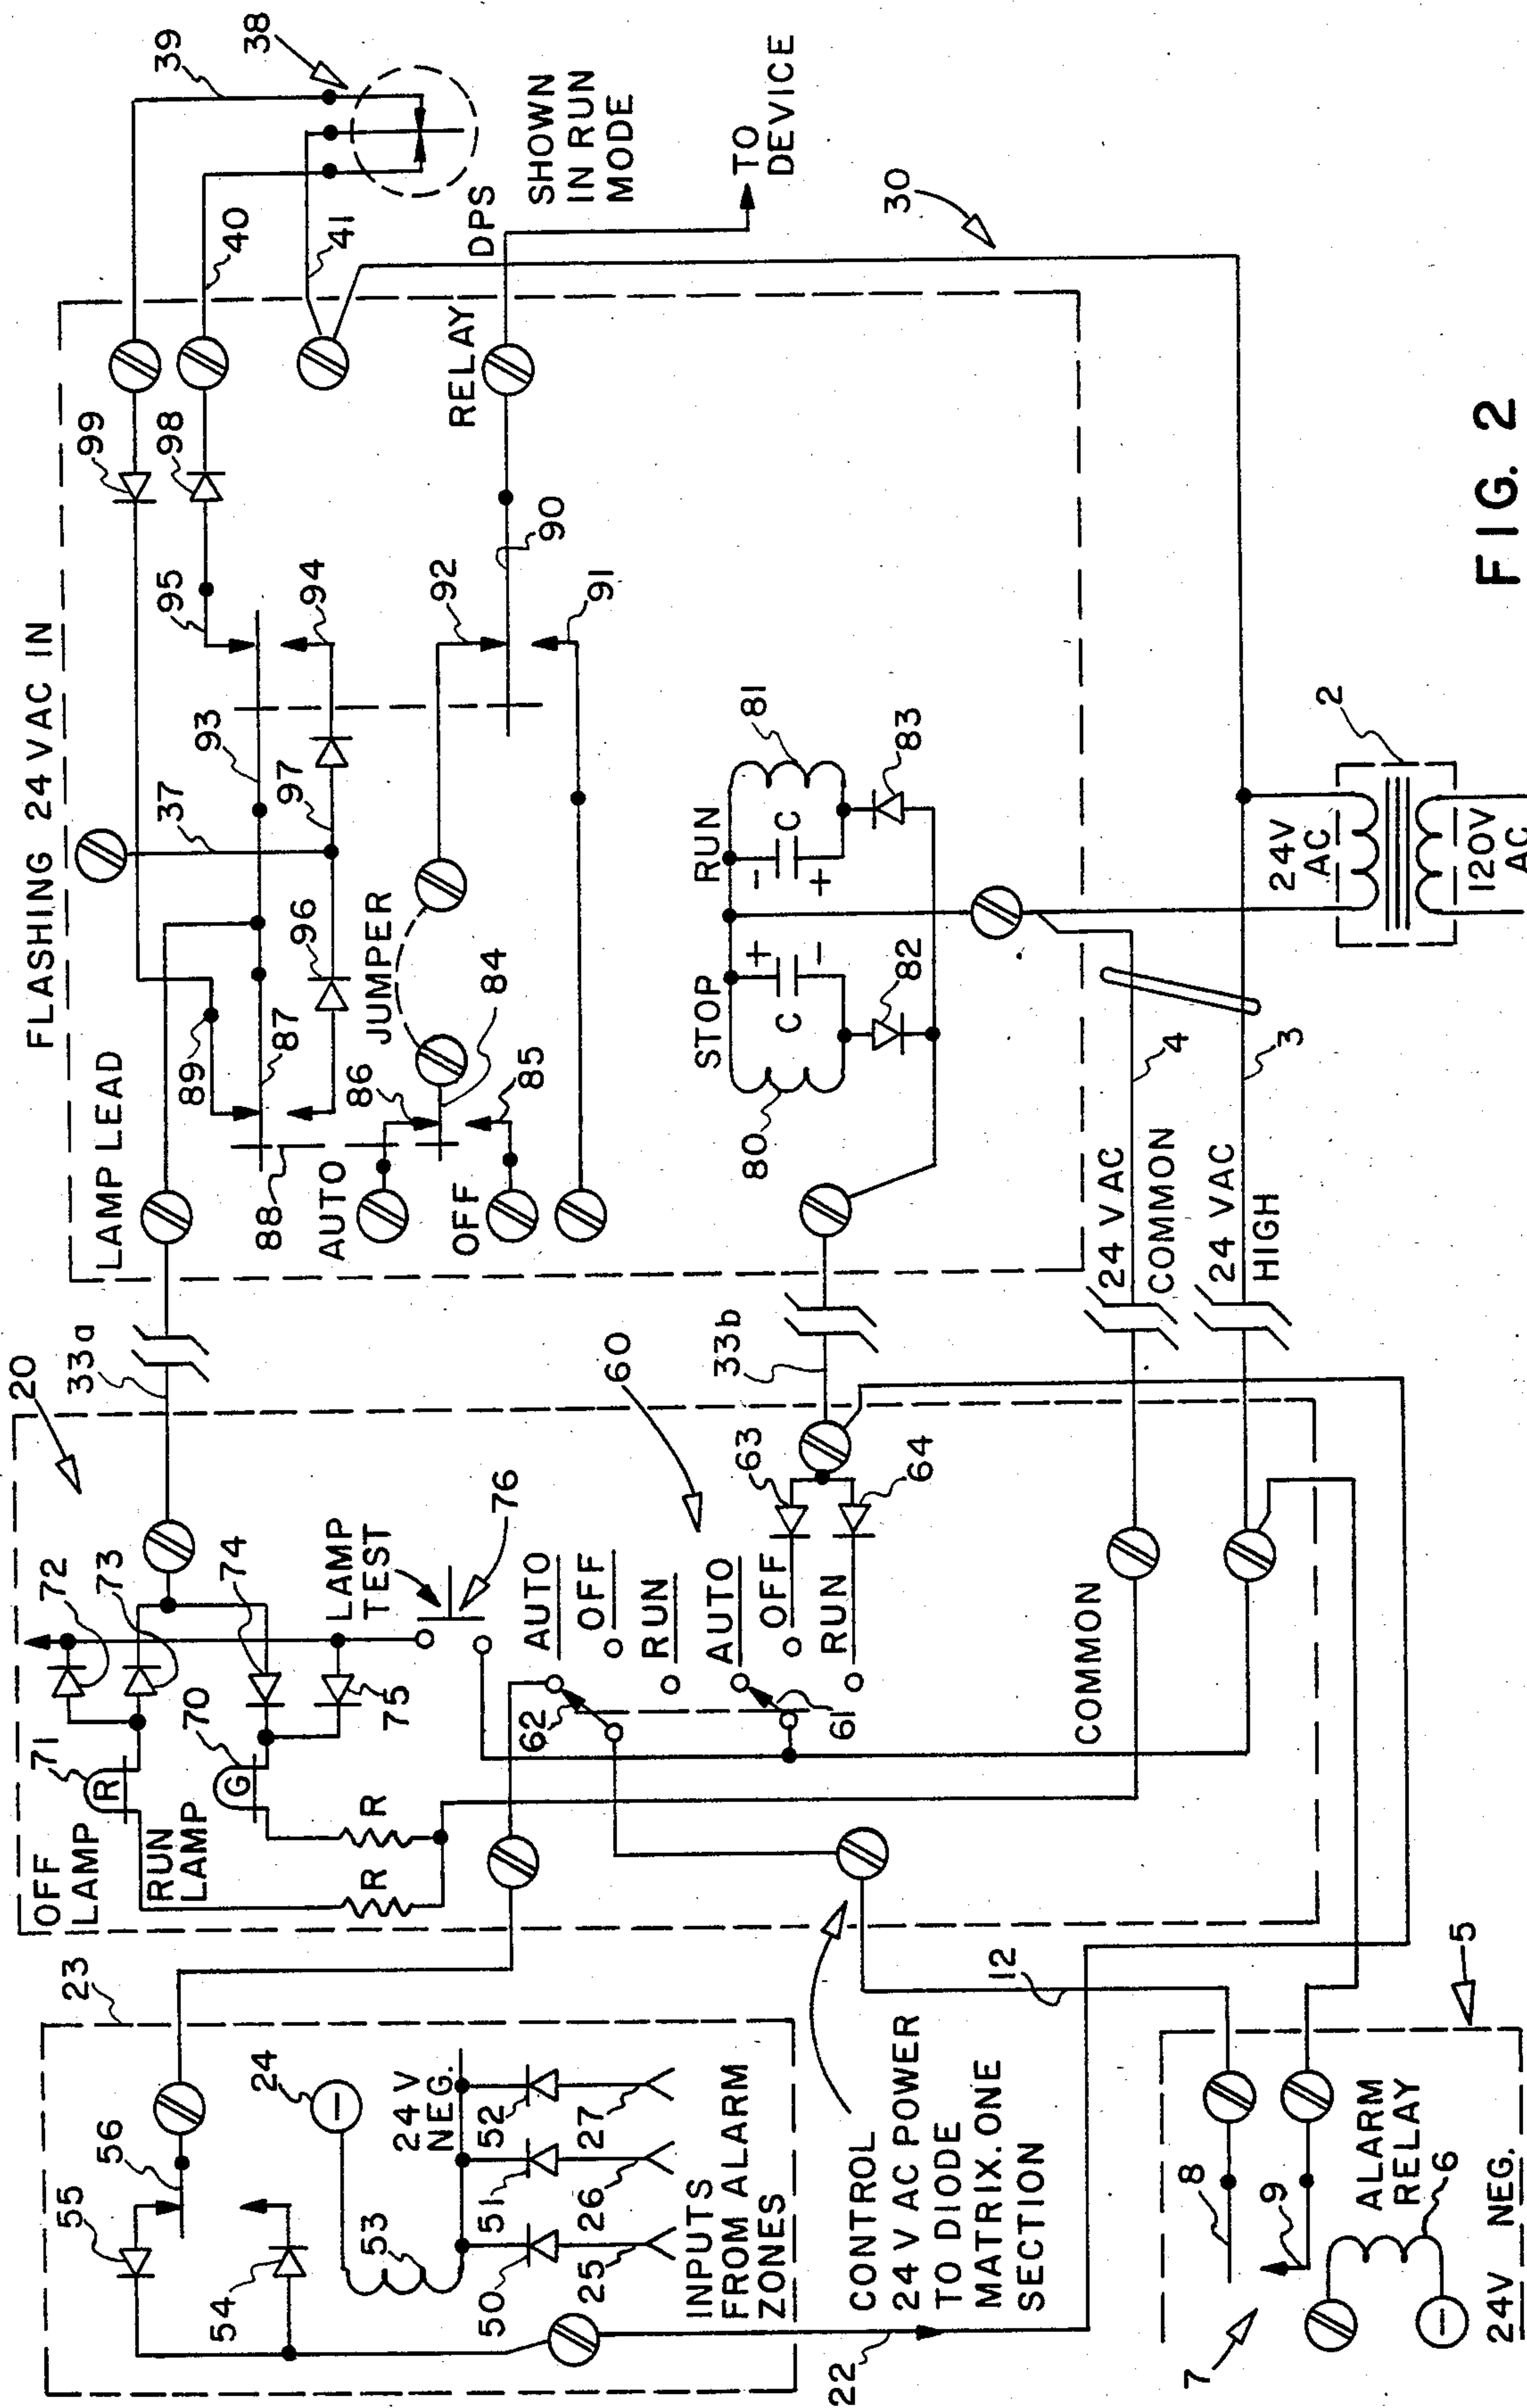 FLASHING 24 VAC IN
39
38
SHOWN
IN RUN
MODE
TO
DEVICE
40
41
DPS
RELAY
30
99
98
95
94
92
90
91
37
93
97
96
89
87
88
86
84
85
JUMPER
LAMP LEAD
AUTO
OFF
STOP
RUN
+
-
-
+
C
C
80
81
82
83
2
24V
AC
120V
AC
FIG. 2
4
3
24 VAC
COMMON
24 VAC
HIGH
33a
33b
20
60
72
73
74
75
76
LAMP
TEST
71
70
R
G
OFF
LAMP
RUN
LAMP
R
R
AUTO
OFF
RUN
AUTO
OFF
RUN
62
61
63
64
COMMON
23
56
55
54
24
53
24 V
NEG.
52
51
50
27
26
25
INPUTS
FROM ALARM
ZONES
22
CONTROL
24 V AC POWER
TO DIODE
MATRIX. ONE
SECTION
12
5
8
9
7
ALARM
RELAY
6
24V NEG.